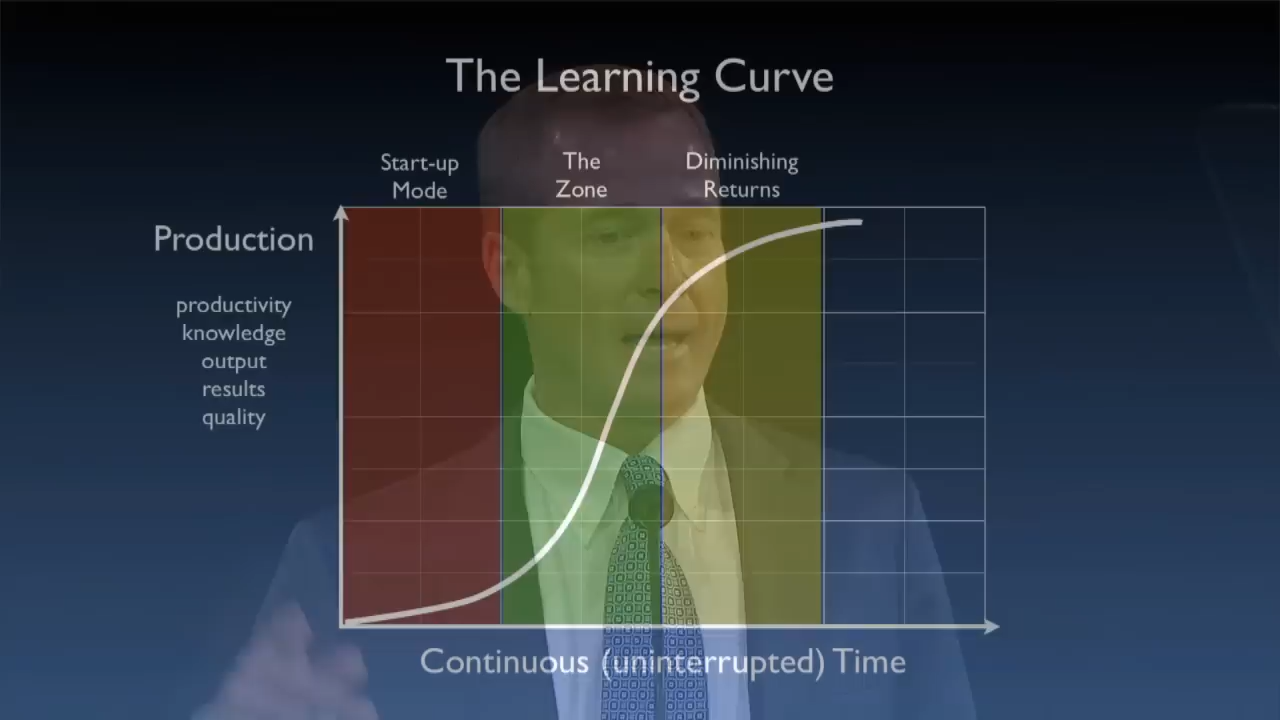 The Learning Curve
Start-up
Mode
The
Zone
Diminishing
Returns
Production
productivity
knowledge
output
results
quality
Continuous (uninterrupted) Time